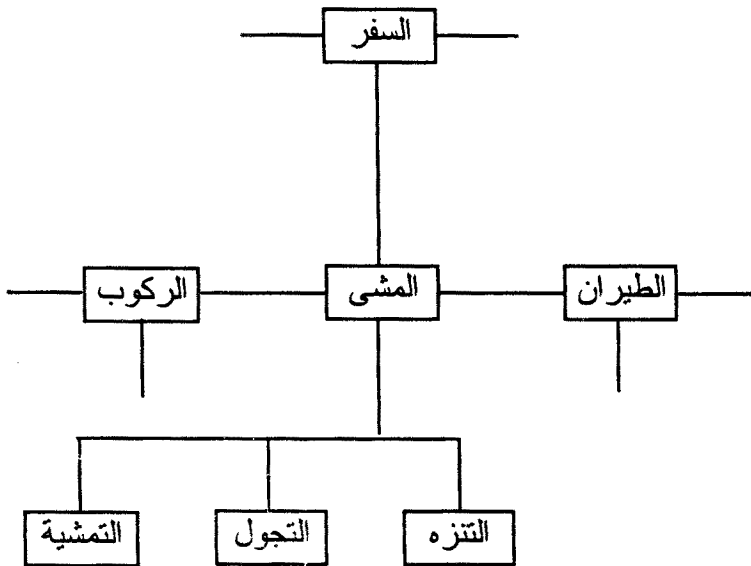 السفر
الطيران
المشى
الركوب
التنزه
التجول
التمشية